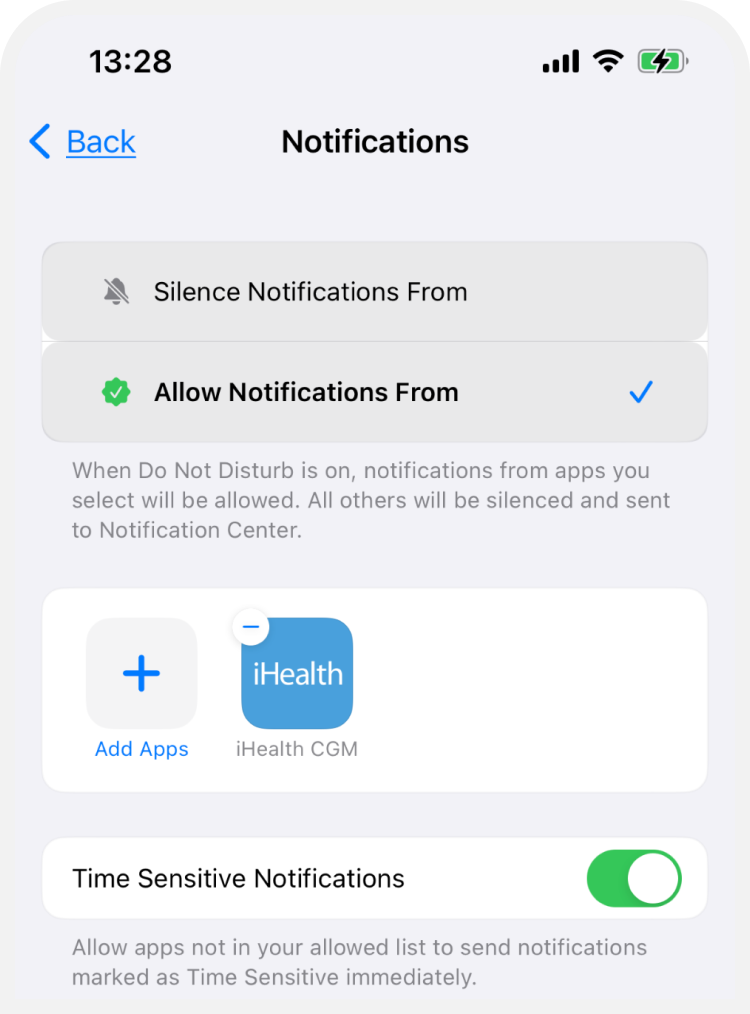 13:28
Back
Notifications
Silence Notifications From
Allow Notifications From
When Do Not Disturb is on, notifications from apps you
select will be allowed. All others will be silenced and sent
to Notification Center.
iHealth
Add Apps
iHealth CGM
Time Sensitive Notifications
Allow apps not in your allowed list to send notifications
marked as Time Sensitive immediately.